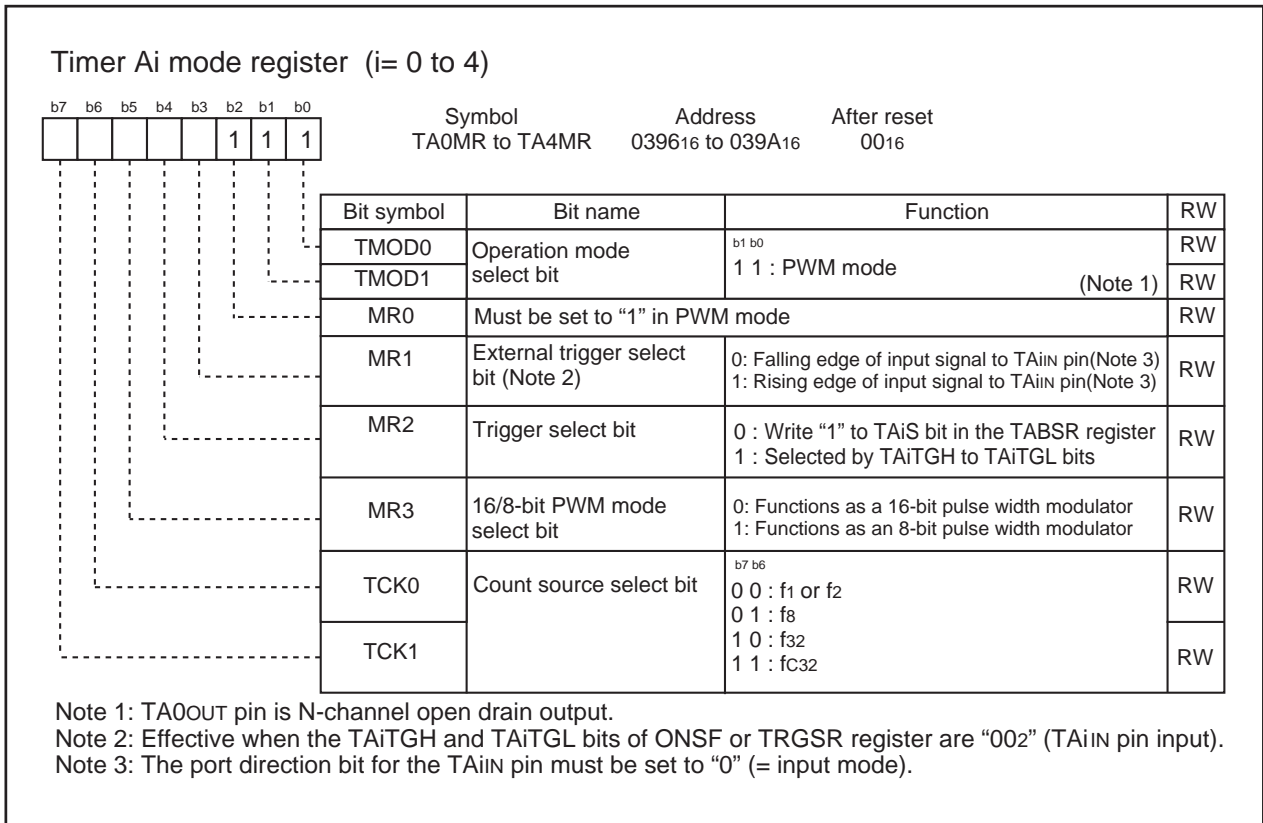 Timer Ai mode register (i= 0 to 4)
b7 b6 b5 b4 b3 b2 b1 b0
1 1 1
Symbol Address After reset
TA0MR to TA4MR 039616 to 039A16 0016
Bit symbol Bit name Function RW
TMOD0 Operation mode select bit b1 b0 RW
TMOD1 1 1 : PWM mode (Note 1) RW
MR0 Must be set to “1” in PWM mode RW
MR1 External trigger select bit (Note 2) 0: Falling edge of input signal to TAiIN pin(Note 3) RW
1: Rising edge of input signal to TAiIN pin(Note 3)
MR2 Trigger select bit 0 : Write “1” to TAiS bit in the TABSR register RW
1 : Selected by TAiTGH to TAiTGL bits
MR3 16/8-bit PWM mode select bit 0: Functions as a 16-bit pulse width modulator RW
1: Functions as an 8-bit pulse width modulator
TCK0 Count source select bit b7 b6 RW
0 0 : f1 or f2
0 1 : f8
TCK1 1 0 : f32 RW
1 1 : fC32
Note 1: TA0OUT pin is N-channel open drain output.
Note 2: Effective when the TAiTGH and TAiTGL bits of ONSF or TRGSR register are “002” (TAiIN pin input).
Note 3: The port direction bit for the TAiIN pin must be set to “0” (= input mode).